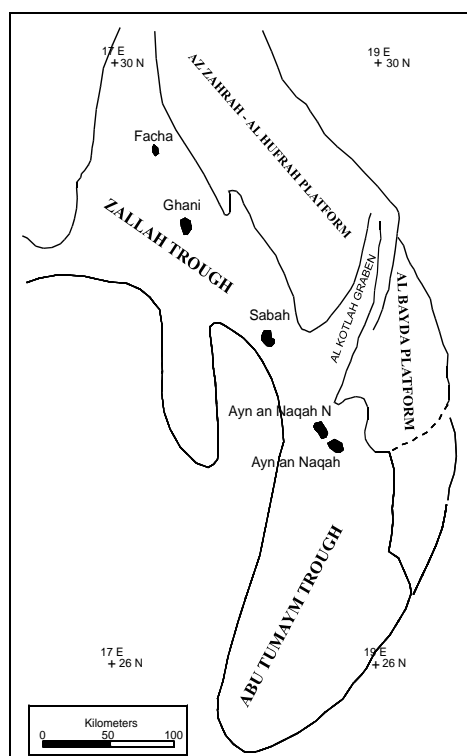 17 E
+ 30 N
19 E
+ 30 N
AZ ZAHRAH - AL HUFRAH PLATFORM
Facha
Ghani
ZALLAH TROUGH
AL KOTLAH GRABEN
AL BAYDA PLATFORM
Sabah
Ayn an Naqah N
Ayn an Naqah
ABU TUMAYM TROUGH
17 E
+ 26 N
19 E
+ 26 N
Kilometers
0 50 100